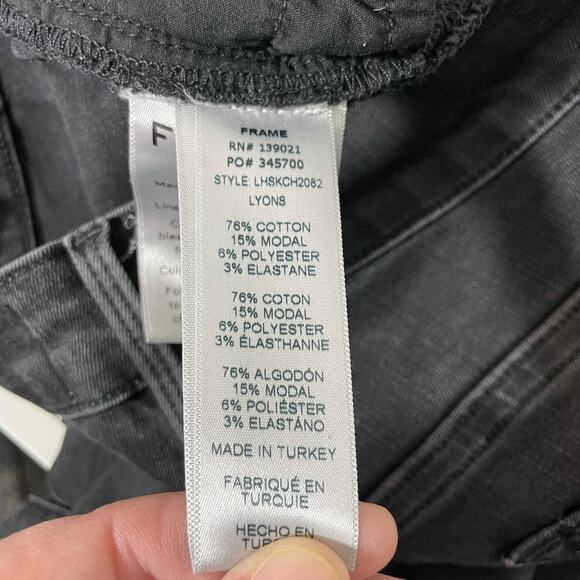 F
FRAME
RN# 139021
PO# 345700
STYLE: LHSKCH2082
LYONS
76% COTTON
15% MODAL
6% POLYESTER
3% ELASTANE
76% COTON
15% MODAL
6% POLYESTER
3% ÉLASTHANNE
76% ALGODÓN
15% MODAL
6% POLIÉSTER
3% ELASTÁNO
MADE IN TURKEY
FABRIQUÉ EN
TURQUIE
HECHO EN